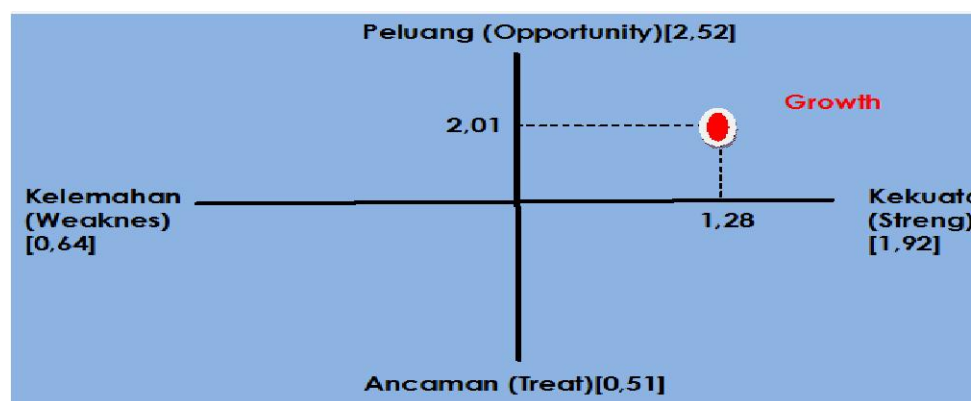 Peluang (Opportunity)[2,52]
Growth
2,01
Kelemahan
(Weaknes)
[0,64]
Kekuata
(Streng)
[1,92]
1,28
Ancaman (Treat)[0,51]